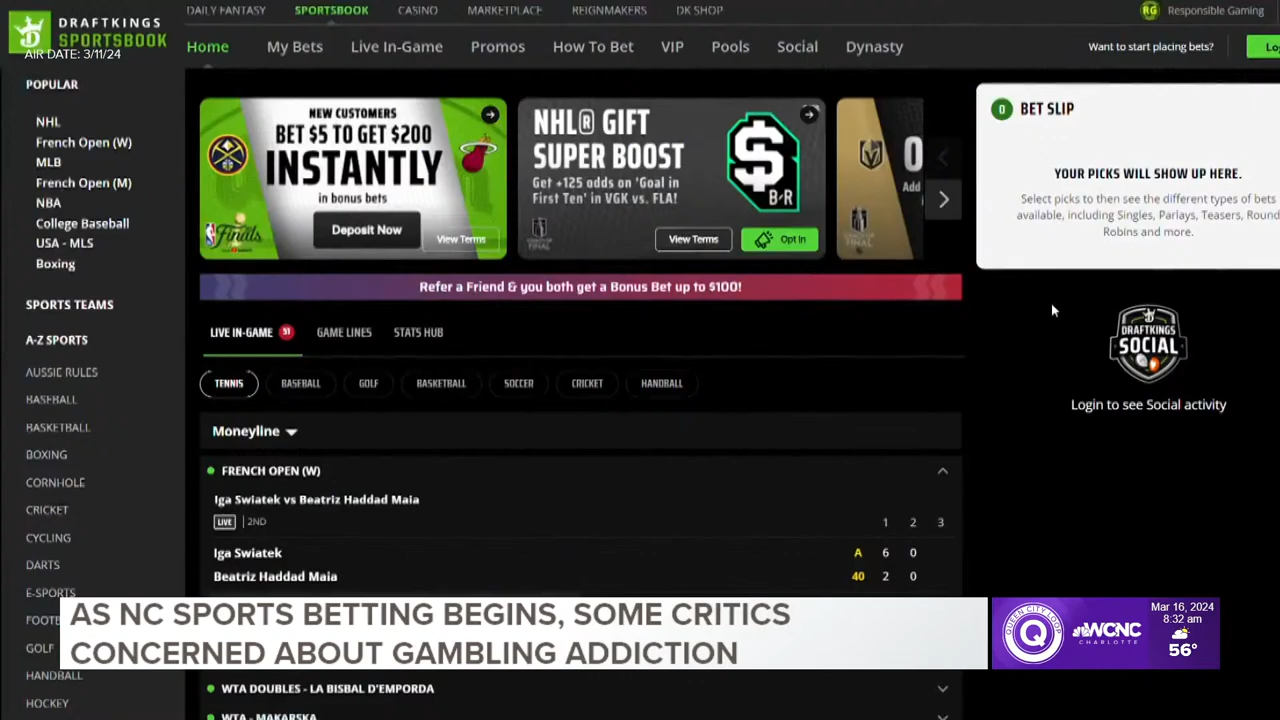 DAILY FANTASY SPORTSBOOK CASINO MARKETPLACE REIGNMAKERS DK SHOP
RG Responsible Gaming
DRAFTKINGS
SPORTSBOOK
AIR DATE: 3/11/24
Home My Bets Live In-Game Promos How To Bet VIP Pools Social Dynasty
Want to start placing bets?
POPULAR
NHL
French Open (W)
MLB
French Open (M)
NBA
College Baseball
USA - MLS
Boxing
SPORTS TEAMS
A-Z SPORTS
AUSSIE RULES
BASEBALL
BASKETBALL
BOXING
CORNHOLE
CRICKET
CYCLING
DARTS
E-SPORTS
GOLF
HANDBALL
HOCKEY
NEW CUSTOMERS
BET $5 TO GET $200
INSTANTLY
in bonus bets
Deposit Now
View Terms
Finals
NHL® GIFT
SUPER BOOST
Get +125 adds on 'Goal in
First Ten' in VGK vs. FLA!
B-R
View Terms
Opt In
Add
Refer a Friend & you both get a Bonus Bet up to $100!
LIVE IN-GAME 51 GAME LINES STATS HUB
TENNIS BASEBALL GOLF BASKETBALL SOCCER CRICKET HANDBALL
Moneyline
FRENCH OPEN (W)
Iga Swiatek vs Beatriz Haddad Maia
LIVE | 2ND 1 2 3
Iga Swiatek A 6 0
Beatriz Haddad Maia 40 2 0
WTA DOUBLES - LA BISBAL D'EMPORDA
WTA - MAKARSKA
0 BET SLIP
YOUR PICKS WILL SHOW UP HERE.
Select picks to then see the different types of bets
available, including Singles, Parlays, Teasers, Round
Robins and more.
DRAFTKINGS
SOCIAL
Login to see Social activity
AS NC SPORTS BETTING BEGINS, SOME CRITICS
CONCERNED ABOUT GAMBLING ADDICTION
QUEEN CITY LOOP
Q
WCNC
CHARLOTTE
Mar 16, 2024
8:32 am
56°